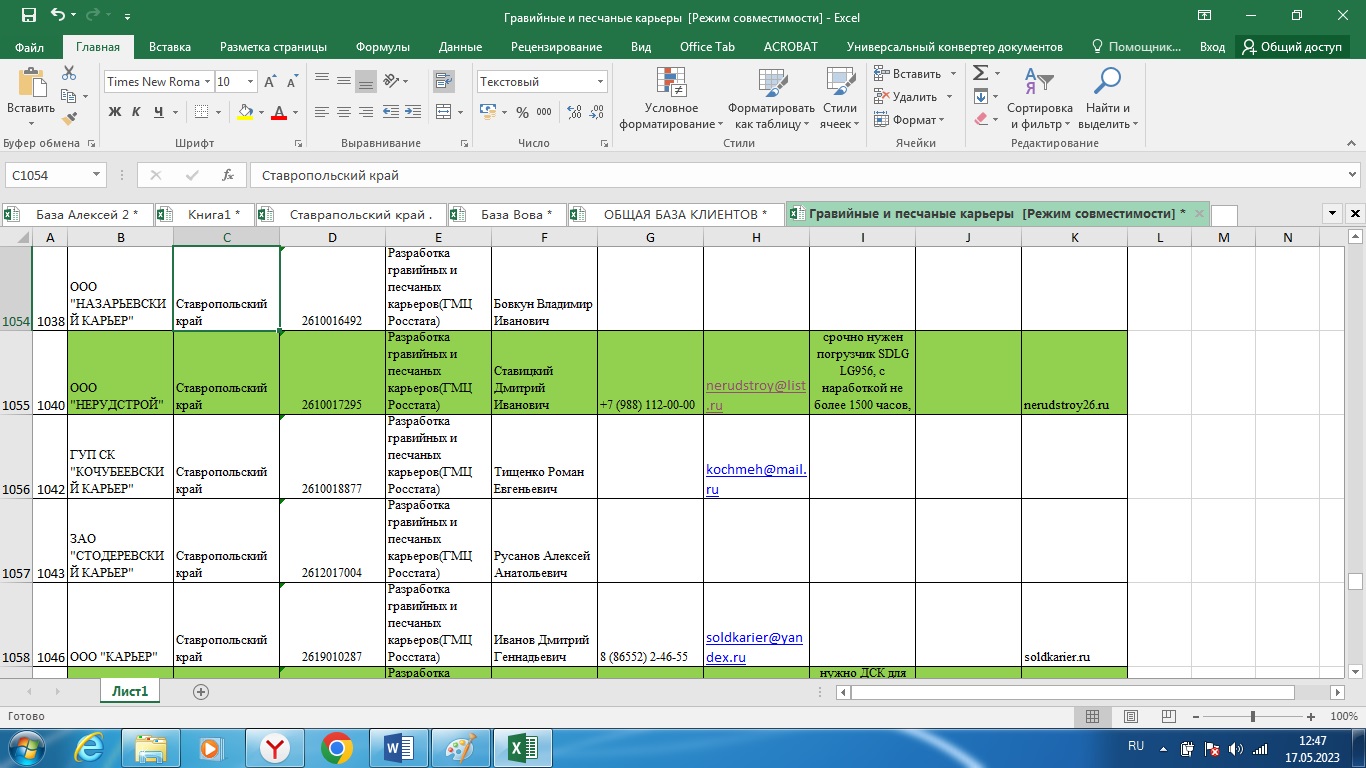 Гравийные и песчаные карьеры  [Режим совместимости] - Excel
Файл Главная Вставка Разметка страницы Формулы Данные Рецензирование Вид Office Tab ACROBAT Универсальный конвертер документов Помощник... Вход Общий доступ
Вставить
Times New Roma 10
Ж К Ч А
Текстовый
% 000
Условное форматирование
Форматировать как таблицу
Стили ячеек
Вставить
Удалить
Формат
Сортировка и фильтр
Найти и выделить
Буфер обмена Шрифт Выравнивание Число Стили Ячейки Редактирование
C1054 fx Ставропольский край
База Алексей 2 * Книга1 * Ставрапольский край . База Вова * ОБЩАЯ БАЗА КЛИЕНТОВ * Гравийные и песчаные карьеры  [Режим совместимости] *
A B C D E F G H I J K L M N
1054 1038
ООО
"НАЗАРЬЕВСКИ
Й КАРЬЕР"
Ставропольский
край
2610016492
Разработка
гравийных и
песчаных
карьеров(ГМЦ
Росстата)
Бовкун Владимир
Иванович
1055 1040
ООО
"НЕРУДСТРОЙ"
Ставропольский
край
2610017295
Разработка
гравийных и
песчаных
карьеров(ГМЦ
Росстата)
Ставицкий
Дмитрий
Иванович
+7 (988) 112-00-00
nerudstroy@list
.ru
срочно нужен
погрузчик SDLG
LG956, с
наработкой не
более 1500 часов,
nerudstroy26.ru
1056 1042
ГУП СК
"КОЧУБЕЕВСКИ
Й КАРЬЕР"
Ставропольский
край
2610018877
Разработка
гравийных и
песчаных
карьеров(ГМЦ
Росстата)
Тищенко Роман
Евгеньевич
kochmeh@mail.
ru
1057 1043
ЗАО
"СТОДЕРЕВСКИ
Й КАРЬЕР"
Ставропольский
край
2612017004
Разработка
гравийных и
песчаных
карьеров(ГМЦ
Росстата)
Русанов Алексей
Анатольевич
1058 1046
ООО "КАРЬЕР"
Ставропольский
край
2619010287
Разработка
гравийных и
песчаных
карьеров(ГМЦ
Росстата)
Иванов Дмитрий
Геннадьевич
8 (86552) 2-46-55
soldkarier@yan
dex.ru
soldkarier.ru
Разработка
нужно ДСК для
Лист1
Готово 100%
RU 12:47
17.05.2023